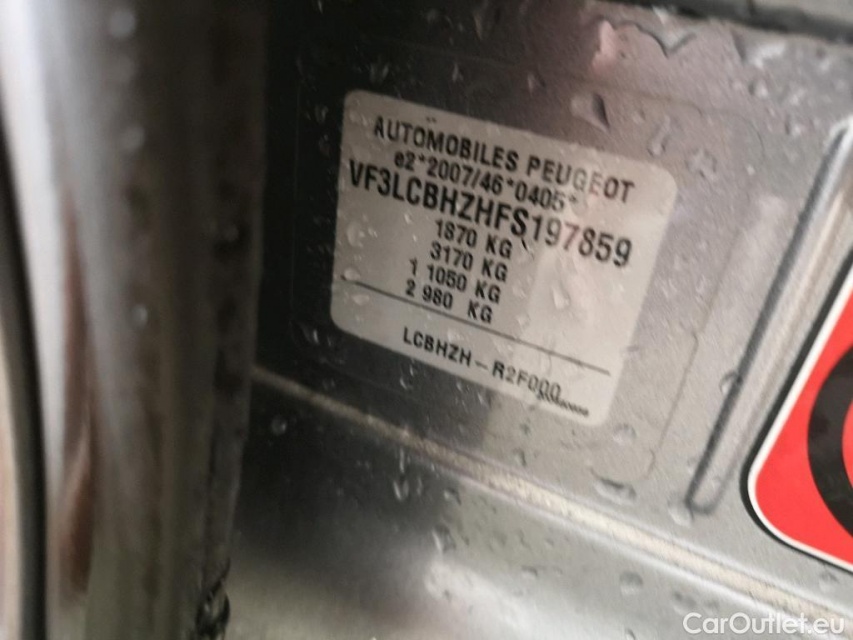 AUTOMOBILES PEUGEOT
e2*2007/46*0405*
VF3LCBHZHFS197859
1870 KG
3170 KG
1 1050 KG
2 980 KG
LCBHZH-R2F000
CarOutlet.eu